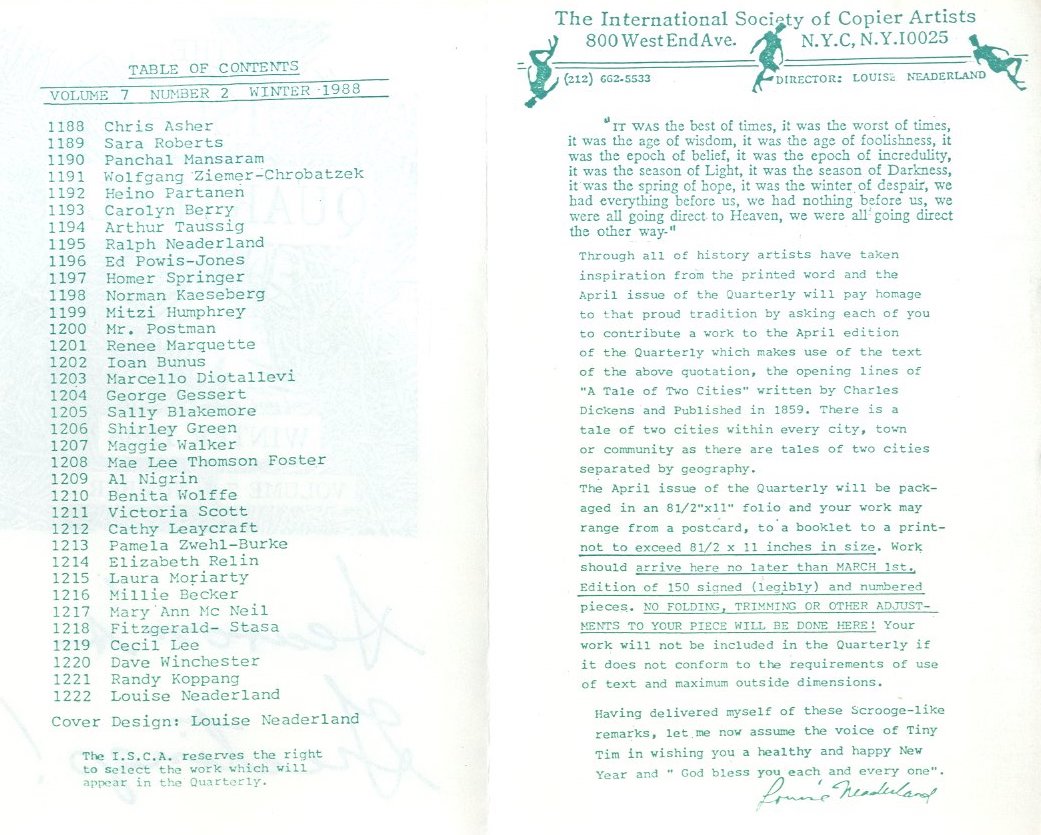 TABLE OF CONTENTS
VOLUME 7 NUMBER 2 WINTER 1988
1188 Chris Asher
1189 Sara Roberts
1190 Panchal Mansaram
1191 Wolfgang Ziemer-Chrobatzek
1192 Heino Partanen
1193 Carolyn Berry
1194 Arthur Taussig
1195 Ralph Neaderland
1196 Ed Powis-Jones
1197 Homer Springer
1198 Norman Kaeseberg
1199 Mitzi Humphrey
1200 Mr. Postman
1201 Renee Marquette
1202 Ioan Bunus
1203 Marcello Diotallevi
1204 George Gessert
1205 Sally Blakemore
1206 Shirley Green
1207 Maggie Walker
1208 Mae Lee Thomson Foster
1209 Al Nigrin
1210 Benita Wolffe
1211 Victoria Scott
1212 Cathy Leaycraft
1213 Pamela Zwehl-Burke
1214 Elizabeth Relin
1215 Laura Moriarty
1216 Millie Becker
1217 Mary Ann Mc Neil
1218 Fitzgerald- Stasa
1219 Cecil Lee
1220 Dave Winchester
1221 Randy Koppang
1222 Louise Neaderland
Cover Design: Louise Neaderland
The I.S.C.A. reserves the right
to select the work which will
appear in the Quarterly.
The International Society of Copier Artists
800 West End Ave. N.Y.C, N.Y.10025
(212) 662-5533 DIRECTOR: LOUISE NEADERLAND
"IT WAS the best of times, it was the worst of times,
it was the age of wisdom, it was the age of foolishness, it
was the epoch of belief, it was the epoch of incredulity,
it was the season of Light, it was the season of Darkness,
it was the spring of hope, it was the winter of despair, we
had everything before us, we had nothing before us, we
were all going direct to Heaven, we were all going direct
the other way-"
Through all of history artists have taken
inspiration from the printed word and the
April issue of the Quarterly will pay homage
to that proud tradition by asking each of you
to contribute a work to the April edition
of the Quarterly which makes use of the text
of the above quotation, the opening lines of
"A Tale of Two Cities" written by Charles
Dickens and Published in 1859. There is a
tale of two cities within every city, town
or community as there are tales of two cities
separated by geography.
The April issue of the Quarterly will be pack-
aged in an 81/2"x11" folio and your work may
range from a postcard, to a booklet to a print-
not to exceed 81/2 x 11 inches in size. Work
should arrive here no later than MARCH 1st.
Edition of 150 signed (legibly) and numbered
pieces. NO FOLDING, TRIMMING OR OTHER ADJUST-
MENTS TO YOUR PIECE WILL BE DONE HERE! Your
work will not be included in the Quarterly if
it does not conform to the requirements of use
of text and maximum outside dimensions.
Having delivered myself of these Scrooge-like
remarks, let me now assume the voice of Tiny
Tim in wishing you a healthy and happy New
Year and " God bless you each and every one".
Louise Neaderland